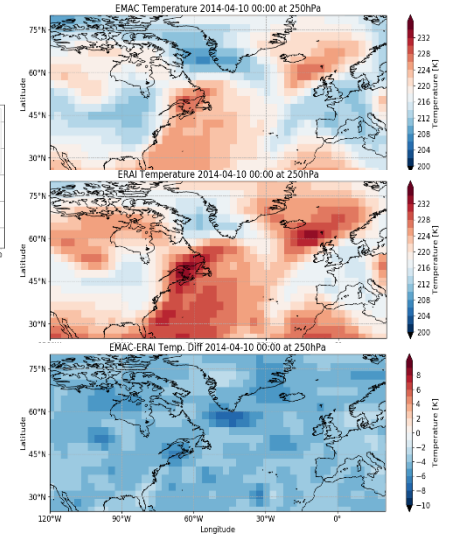 EMAC Temperature 2014-04-10 00:00 at 250hPa
75°N
60°N
45°N
30°N
Latitude
232
228
224
220
216
212
208
204
200
Temperature [K]
ERAI Temperature 2014-04-10 00:00 at 250hPa
75°N
60°N
45°N
30°N
Latitude
232
228
224
220
216
212
208
204
200
Temperature [K]
EMAC-ERAI Temp. Diff 2014-04-10 00:00 at 250hPa
75°N
60°N
45°N
30°N
Latitude
8
6
4
2
0
−2
−4
−6
−8
−10
Temperature [K]
120°W 90°W 60°W 30°W 0°
Longitude